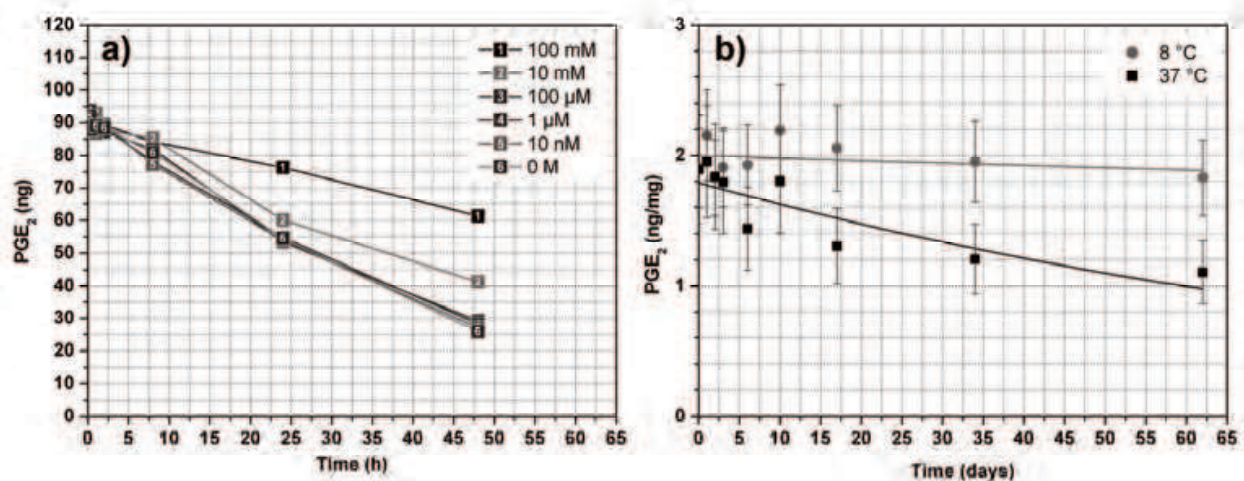 a)
120
110
100
90
80
70
60
50
40
30
20
10
0
PGE₂ (ng)
1 100 mM
2 10 mM
3 100 µM
4 1 µM
5 10 nM
6 0 M
0 5 10 15 20 25 30 35 40 45 50 55 60 65
Time (h)
b)
3
2
1
0
PGE₂ (ng/mg)
8 °C
37 °C
0 5 10 15 20 25 30 35 40 45 50 55 60 65
Time (days)